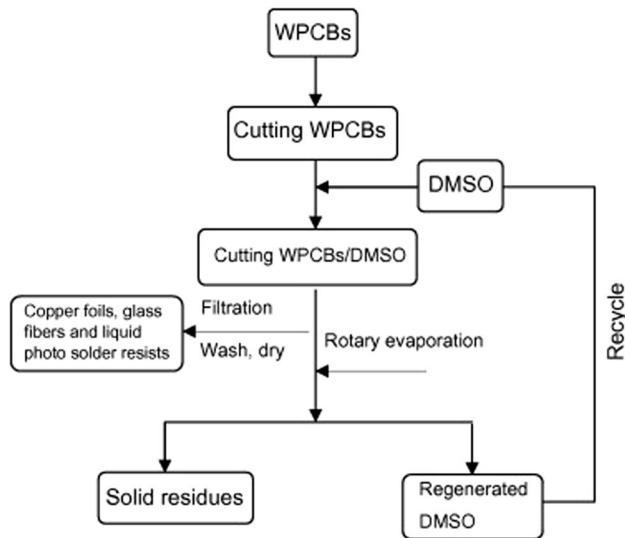 WPCBs
Cutting WPCBs
DMSO
Cutting WPCBs/DMSO
Copper foils, glass
fibers and liquid
photo solder resists
Filtration
Wash, dry
Rotary evaporation
Recycle
Solid residues
Regenerated
DMSO